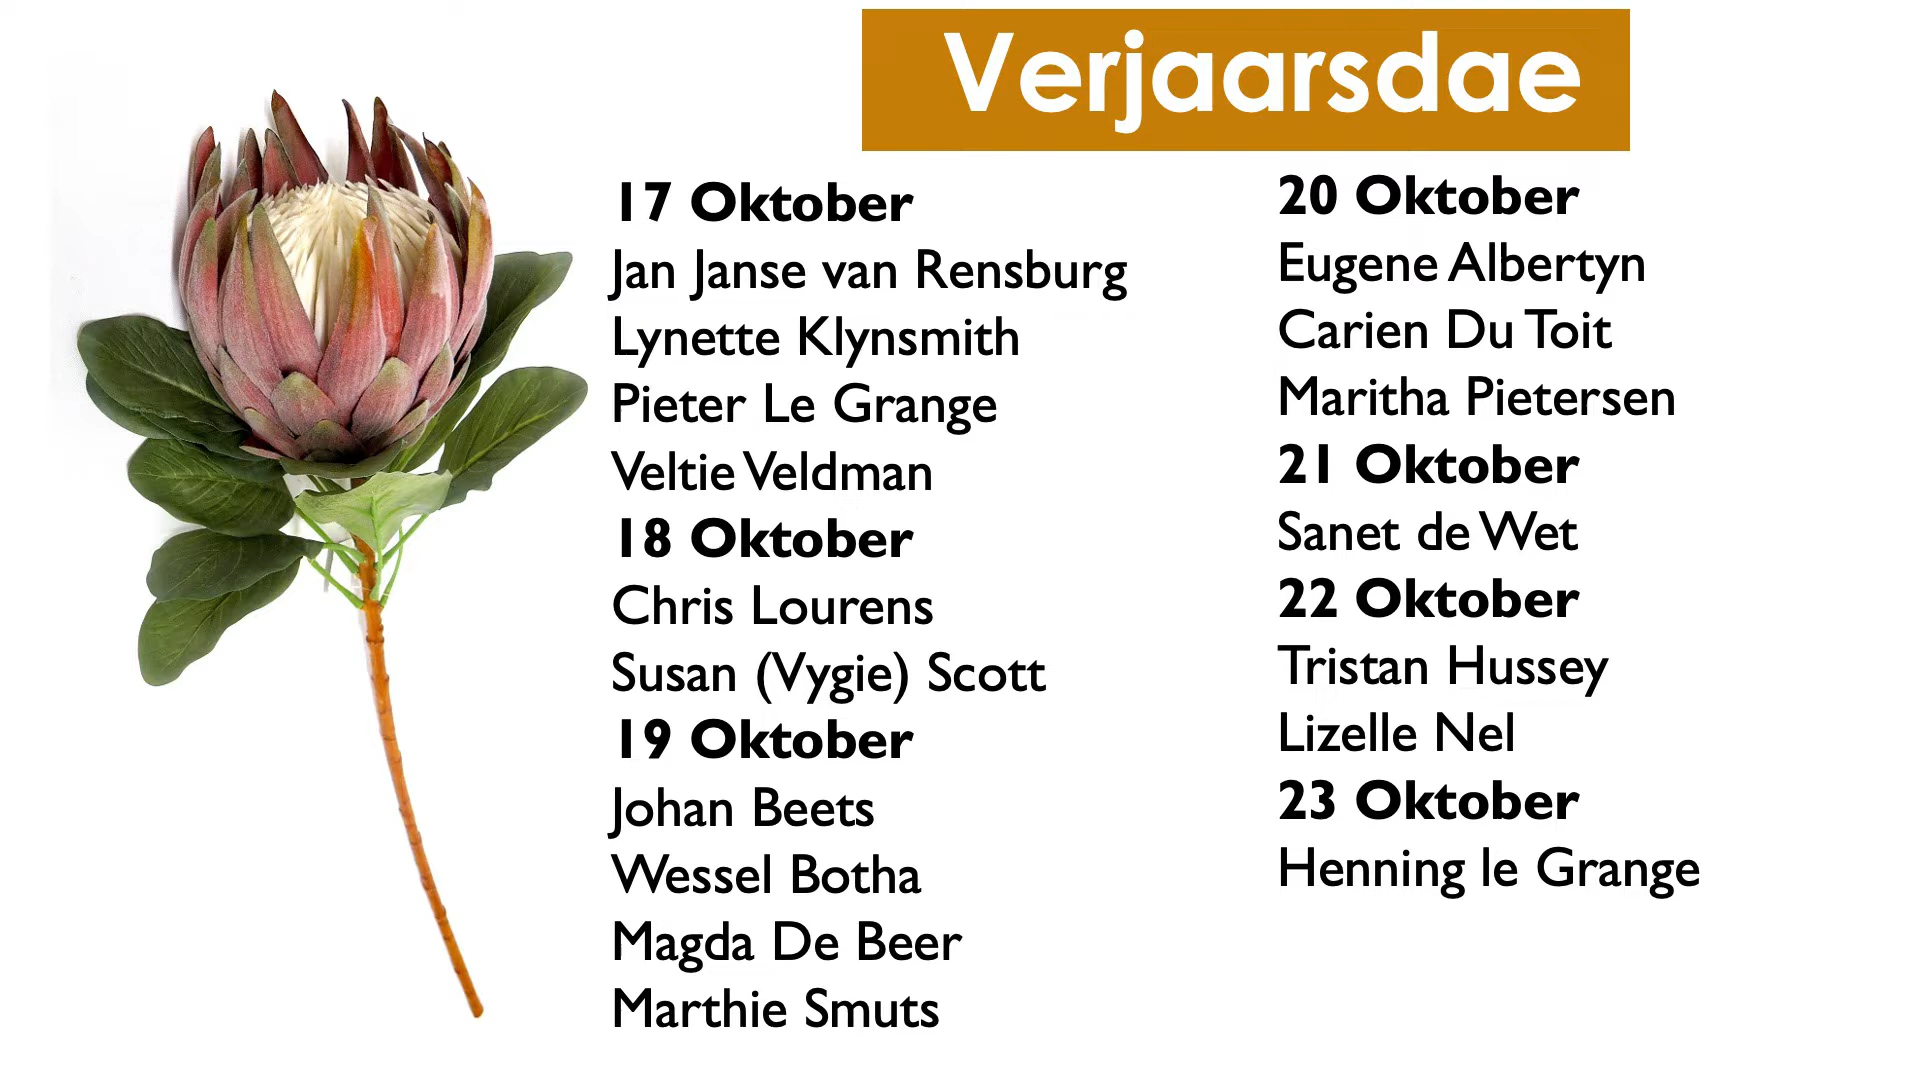 Verjaarsdae
17 Oktober
Jan Janse van Rensburg
Lynette Klynsmith
Pieter Le Grange
Veltie Veldman
18 Oktober
Chris Lourens
Susan (Vygie) Scott
19 Oktober
Johan Beets
Wessel Botha
Magda De Beer
Marthie Smuts
20 Oktober
Eugene Albertyn
Carien Du Toit
Maritha Pietersen
21 Oktober
Sanet de Wet
22 Oktober
Tristan Hussey
Lizelle Nel
23 Oktober
Henning le Grange